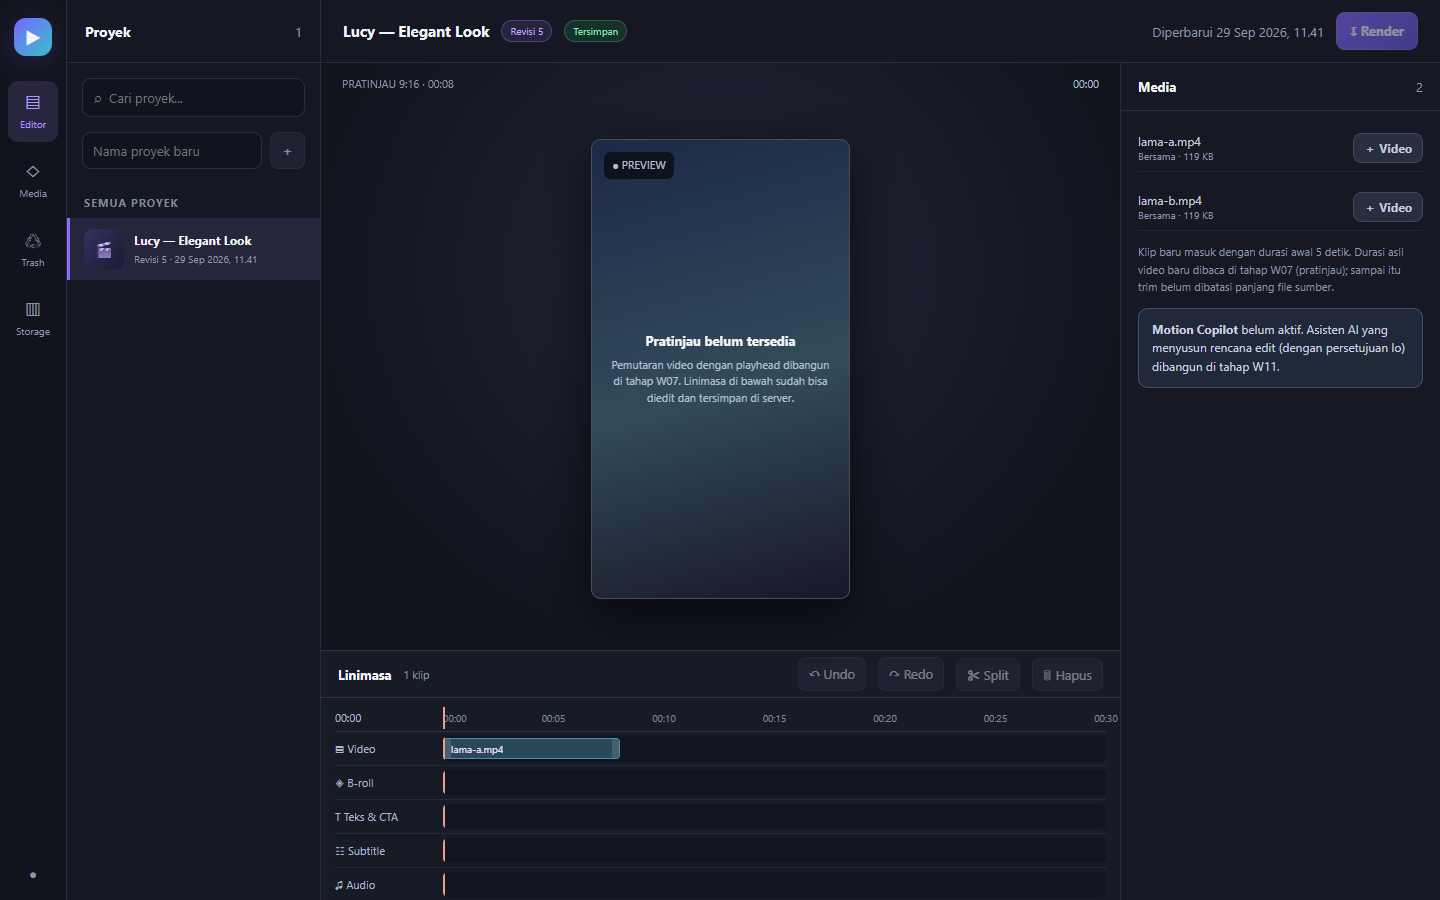 Editor
Media
Trash
Storage
Proyek
1
Cari proyek...
Nama proyek baru
+
SEMUA PROYEK
Lucy — Elegant Look
Revisi 5 · 29 Sep 2026, 11.41
Lucy — Elegant Look
Revisi 5
Tersimpan
Diperbarui 29 Sep 2026, 11.41
Render
PRATINJAU 9:16 · 00:08
00:00
PREVIEW
Pratinjau belum tersedia
Pemutaran video dengan playhead dibangun
di tahap W07. Linimasa di bawah sudah bisa
diedit dan tersimpan di server.
Linimasa
1 klip
Undo
Redo
Split
Hapus
00:00
00:00
00:05
00:10
00:15
00:20
00:25
00:30
Video
lama-a.mp4
B-roll
T Teks & CTA
Subtitle
Audio
Media
2
lama-a.mp4
Bersama · 119 KB
+ Video
lama-b.mp4
Bersama · 119 KB
+ Video
Klip baru masuk dengan durasi awal 5 detik. Durasi asli
video baru dibaca di tahap W07 (pratinjau); sampai itu
trim belum dibatasi panjang file sumber.
Motion Copilot belum aktif. Asisten AI yang
menyusun rencana edit (dengan persetujuan lo)
dibangun di tahap W11.